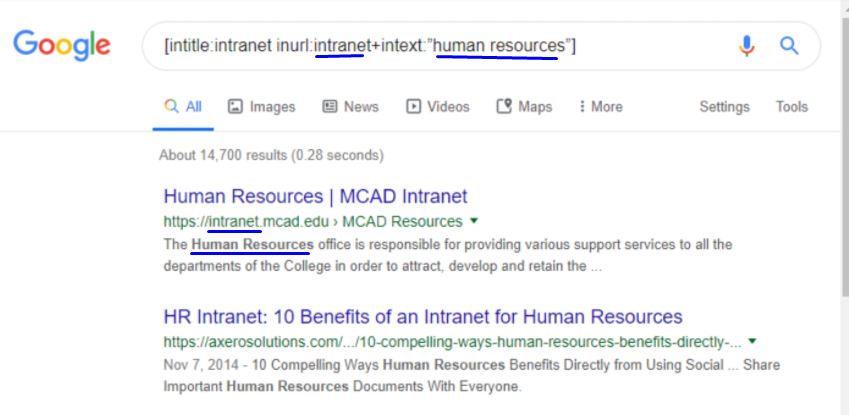 Google [intitle:intranet inurl:intranet+intext:"human resources"]
All Images News Videos Maps More Settings Tools
About 14,700 results (0.28 seconds)
Human Resources | MCAD Intranet
https://intranet.mcad.edu › MCAD Resources
The Human Resources office is responsible for providing various support services to all the
departments of the College in order to attract, develop and retain the ...
HR Intranet: 10 Benefits of an Intranet for Human Resources
https://axerosolutions.com/.../10-compelling-ways-human-resources-benefits-directly-...
Nov 7, 2014 - 10 Compelling Ways Human Resources Benefits Directly from Using Social ... Share
Important Human Resources Documents With Everyone.